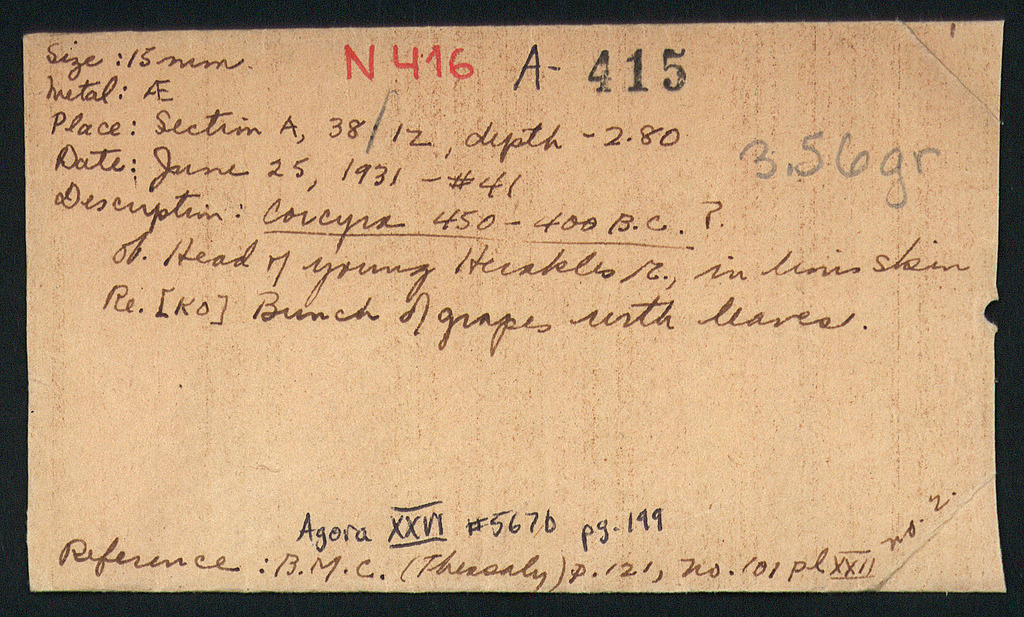 Size : 15 mm. N 416 A- 415
Metal: Æ
Place: Section A, 38/12, depth -2.80
3.56gr
Date: June 25, 1931 - #41
Description: Corcyra 450 - 400 B.C. ?
Ob. Head of young Herakles r., in lions skin
Re. [KO] Bunch of grapes with leaves.
Agora XXVI #567b pg. 199
Reference : B.M.C. (Thessaly) p. 121, No. 101 pl XXII no. 2.